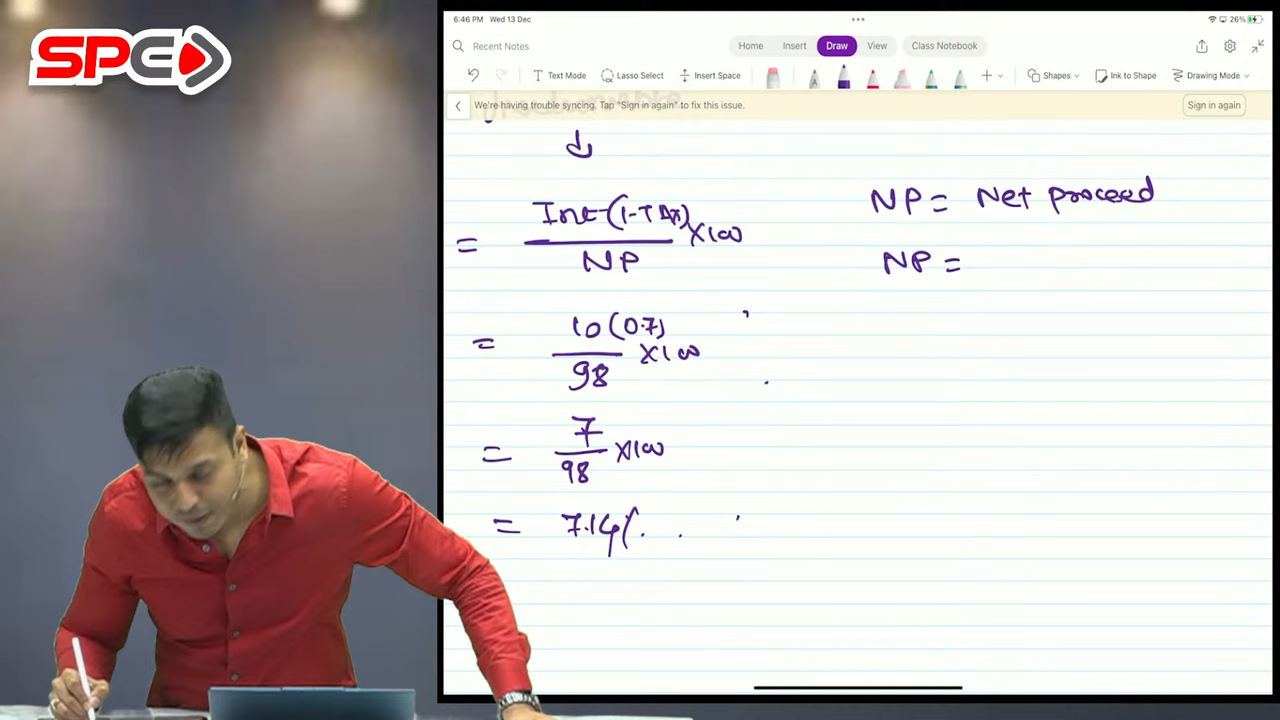 SPED
6:46 PM Wed 13 Dec
26%
Recent Notes
Home Insert Draw View Class Notebook
Text Mode Lasso Select Insert Space Shapes Ink to Shape Drawing Mode
We're having trouble syncing. Tap "Sign in again" to fix this issue. Sign in again
= Int(1-TAX) X100
NP
NP = Net proceed
NP =
= 10(0.7) X100
98
= 7 X100
98
= 7.14